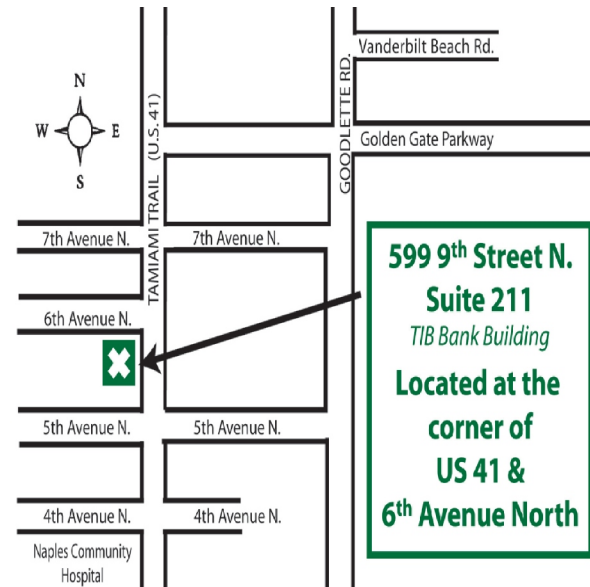 Vanderbilt Beach Rd.
GOODLETTE RD.
TAMIAMI TRAIL (U.S. 41)
N
W E
S
Golden Gate Parkway
7th Avenue N.
7th Avenue N.
6th Avenue N.
5th Avenue N.
5th Avenue N.
4th Avenue N.
4th Avenue N.
Naples Community
Hospital
599 9th Street N.
Suite 211
TIB Bank Building
Located at the
corner of
US 41 &
6th Avenue North